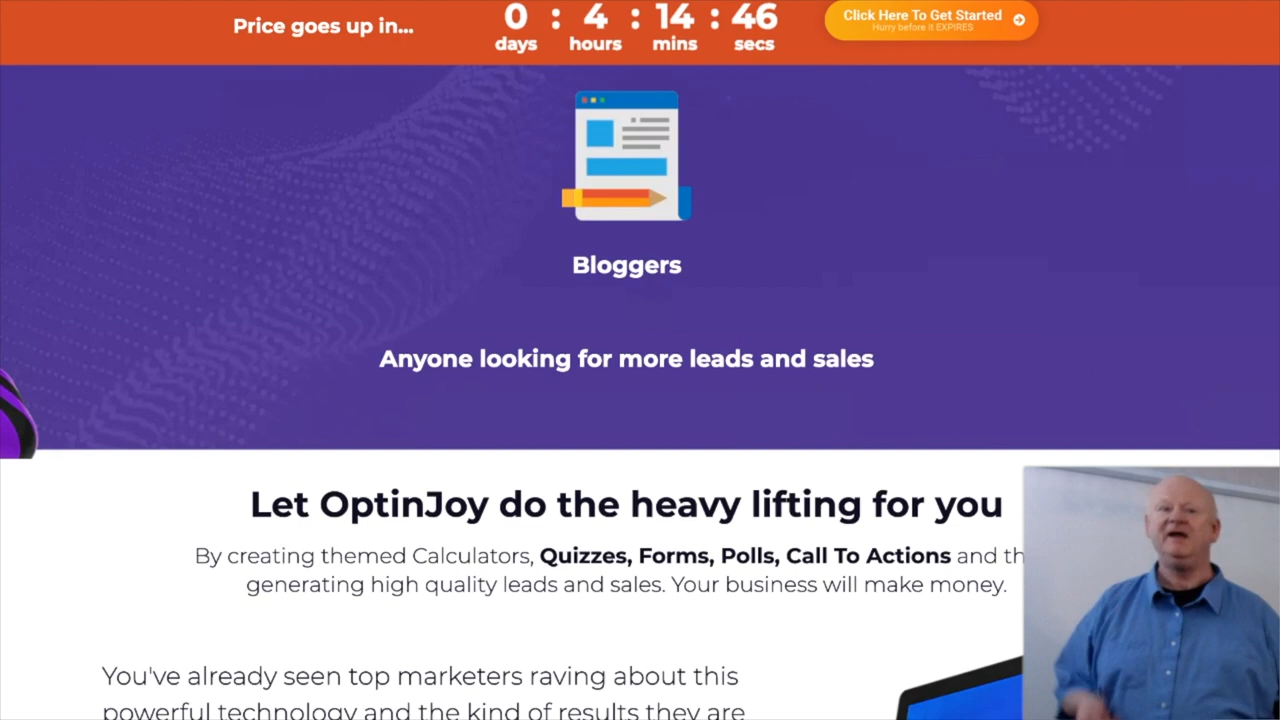 Price goes up in...
0 : 4 : 14 : 46
days hours mins secs
Click Here To Get Started
Hurry before it EXPIRES
Bloggers
Anyone looking for more leads and sales
Let OptinJoy do the heavy lifting for you
By creating themed Calculators, Quizzes, Forms, Polls, Call To Actions and
generating high quality leads and sales. Your business will make money.
You've already seen top marketers raving about this
powerful technology and the kind of results they are